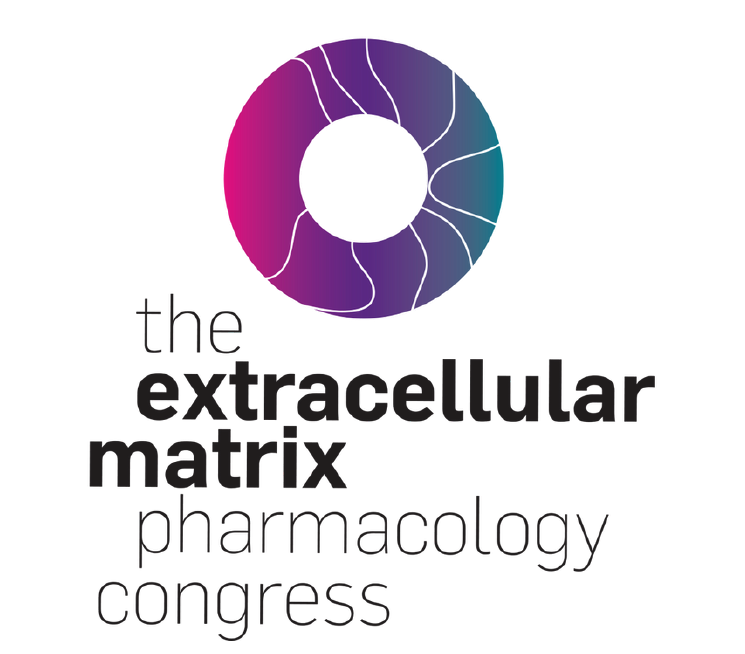 the
extracellular
matrix
pharmacology
congress